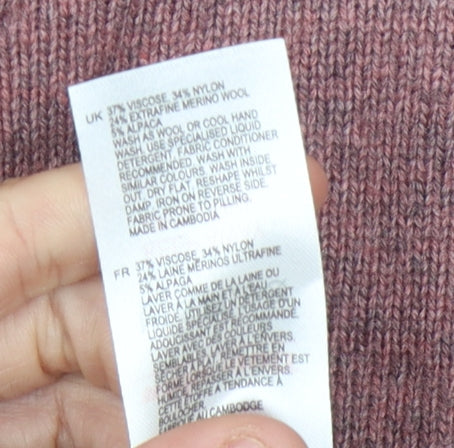 UK 37% VISCOSE, 34% NYLON
24% EXTRAFINE MERINO WOOL
5% ALPACA
WASH AS WOOL OR COOL HAND
WASH. USE SPECIALISED LIQUID
DETERGENT. FABRIC CONDITIONER
RECOMMENDED. WASH WITH
SIMILAR COLOURS. WASH INSIDE
OUT. DRY FLAT. RESHAPE WHILST
DAMP. IRON ON REVERSE SIDE.
FABRIC PRONE TO PILLING.
MADE IN CAMBODIA
FR 37% VISCOSE, 34% NYLON
24% LAINE MERINOS ULTRAFINE
5% ALPAGA
LAVER COMME DE LA LAINE OU
LAVER À LA MAIN À L'EAU
FROIDE. UTILISEZ UN DÉTERGENT
LIQUIDE SPÉCIALISÉ. L'USAGE D'UN
ADOUCISSANT EST RECOMMANDÉ.
LAVER AVEC DES COULEURS
SEMBLABLES. LAVER À L'ENVERS.
SÉCHER À PLAT. REMETTRE EN
FORME LORSQUE LE VÊTEMENT EST
HUMIDE. REPASSER À L'ENVERS.
CETTE ÉTOFFE A TENDANCE À
BOULOCHER.
FABRIQUÉ AU CAMBODGE